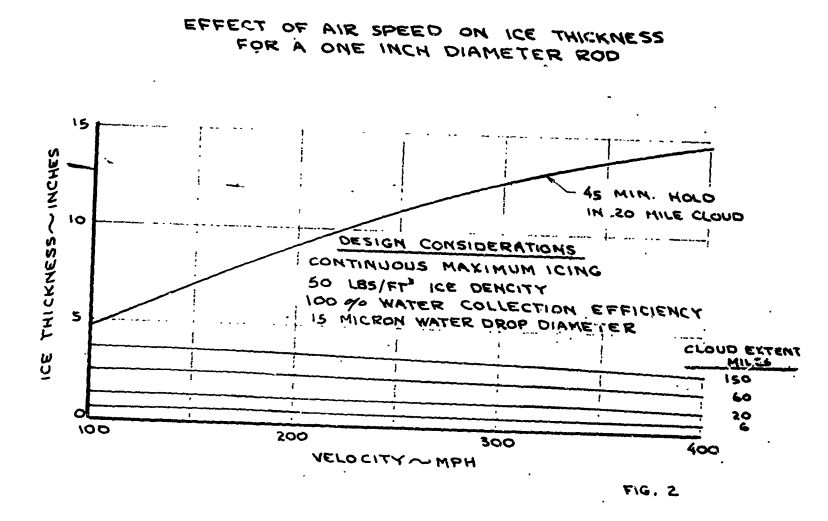 EFFECT OF AIR SPEED ON ICE THICKNESS
FOR A ONE INCH DIAMETER ROD
15
10
5
0
ICE THICKNESS ~ INCHES
45 MIN. HOLD
IN .20 MILE CLOUD
DESIGN CONSIDERATIONS
CONTINUOUS MAXIMUM ICING
50 LBS/FT³ ICE DENCITY
100 % WATER COLLECTION EFFICIENCY
15 MICRON WATER DROP DIAMETER
CLOUD EXTENT
MILES
150
60
20
6
100
200
300
400
VELOCITY ~ MPH
FIG. 2